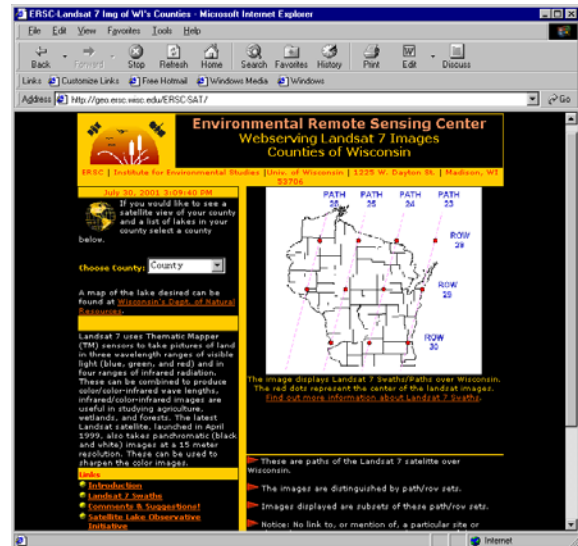 ERSC-Landsat 7 Img of WI's Counties - Microsoft Internet Explorer
File Edit View Favorites Tools Help
Back Forward Stop Refresh Home Search Favorites History Print Edit Discuss
Links Customize Links Free Hotmail Windows Media Windows
Address http://geo.ersc.wisc.edu/ERSC-SAT/ Go
Environmental Remote Sensing Center
Webserving Landsat 7 Images
Counties of Wisconsin
ERSC | Institute for Environmental Studies |Univ. of Wisconsin | 1225 W. Dayton St. | Madison, WI
53706
July 30, 2001 3:09:40 PM
If you would like to see a
satellite view of your county
and a list of lakes in your
county select a county
below.
Choose County: County
A map of the lake desired can be
found at Wisconsin's Dept. of Natural
Resources.
Landsat 7 uses Thematic Mapper
(TM) sensors to take pictures of land
in three wavelength ranges of visible
light (blue, green, and red) and in
four ranges of infrared radiation.
These can be combined to produce
color/color-infrared wave lengths,
infrared/color-infrared images are
useful in studying agriculture,
wetlands, and forests. The latest
Landsat satellite, launched in April
1999, also takes panchromatic (black
and white) images at a 15 meter
resolution. These can be used to
sharpen the color images.
Links
Introduction
Landsat 7 Swaths
Comments & Suggestions!
Satellite Lake Observative
Initiative
PATH PATH PATH PATH
26 25 24 23
ROW
28
ROW
29
ROW
30
The image displays Landsat 7 Swaths/Paths over Wisconsin.
The red dots represent the center of the landsat images.
Find out more information about Landsat 7 Swaths.
These are paths of the Landsat 7 satelitte over
Wisconsin.
The images are distinguished by path/row sets.
Images displayed are subsets of these path/row sets.
Notice: No link to, or mention of, a particular site or
Internet